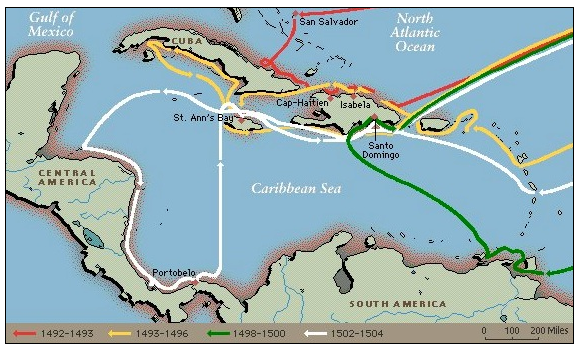 Gulf of
Mexico
San Salvador
North
Atlantic
Ocean
CUBA
Cap-Haïtien
Isabela
St. Ann's Bay
Santo
Domingo
CENTRAL
AMERICA
Caribbean Sea
Portobelo
SOUTH AMERICA
1492-1493
1493-1496
1498-1500
1502-1504
0 100 200 Miles